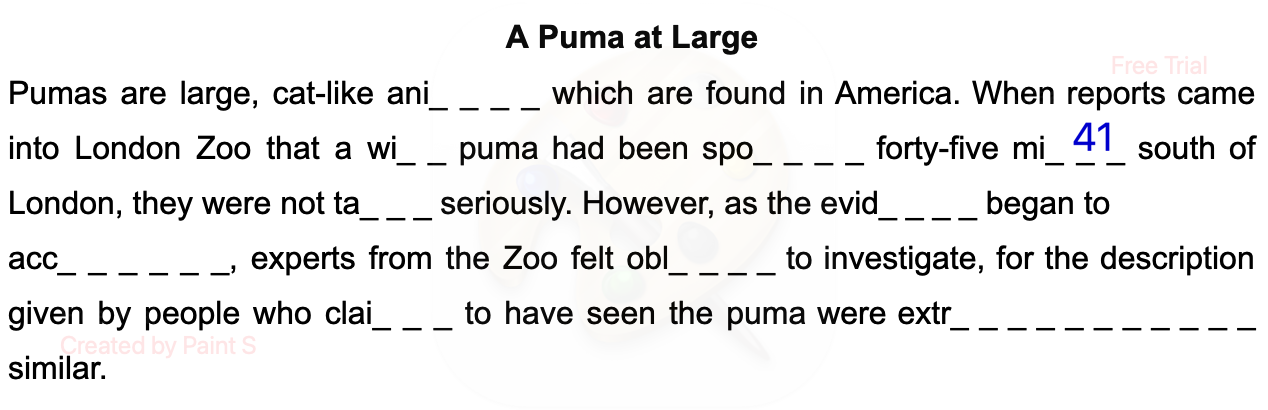 A Puma at Large
Free Trial
Pumas are large, cat-like ani_ _ _ _ which are found in America. When reports came
into London Zoo that a wi_ _ puma had been spo_ _ _ _ forty-five mi_ _ _ south of
41
London, they were not ta_ _ _ seriously. However, as the evid_ _ _ _ began to
acc_ _ _ _ _ _ _, experts from the Zoo felt obl_ _ _ _ to investigate, for the description
given by people who clai_ _ _ to have seen the puma were extr_ _ _ _ _ _ _ _ _ _ _
Created by Paint S
similar.